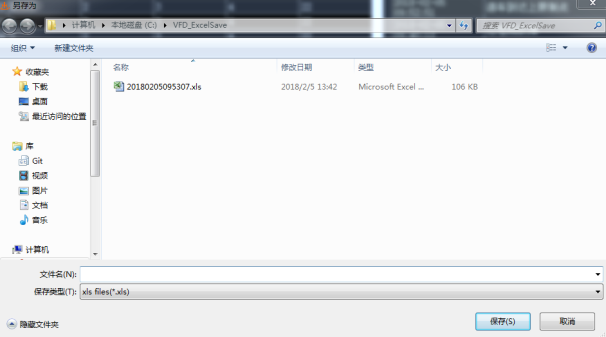 另存为
计算机 ▸ 本地磁盘 (C:) ▸ VFD_ExcelSave
搜索 VFD_ExcelSave
组织 新建文件夹
收藏夹
下载
桌面
最近访问的位置
库
Git
视频
图片
文档
音乐
计算机
名称 修改日期 类型 大小
20180205095307.xls 2018/2/5 13:42 Microsoft Excel ... 106 KB
文件名(N):
保存类型(T): xls files(*.xls)
隐藏文件夹 保存(S) 取消